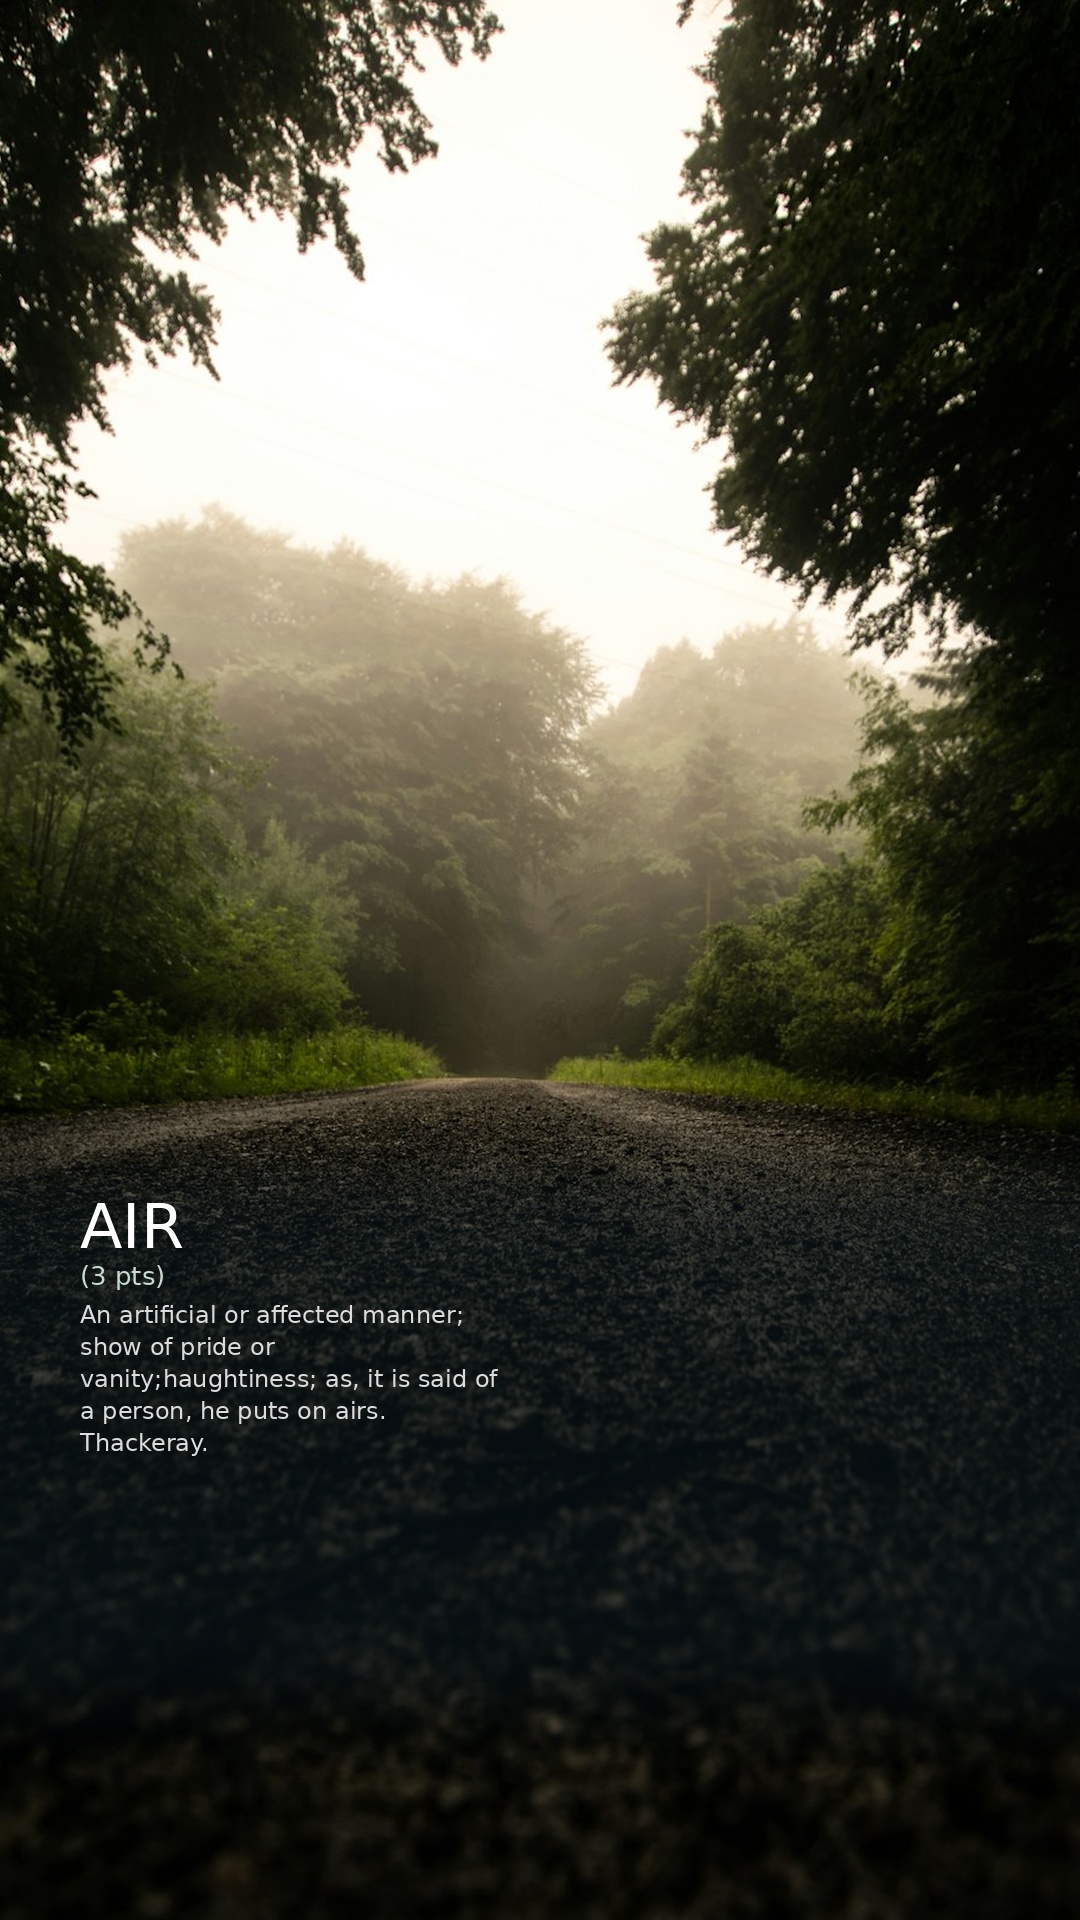 AIR
(3 pts)
An artificial or affected manner;
show of pride or
vanity;haughtiness; as, it is said of
a person, he puts on airs.
Thackeray.